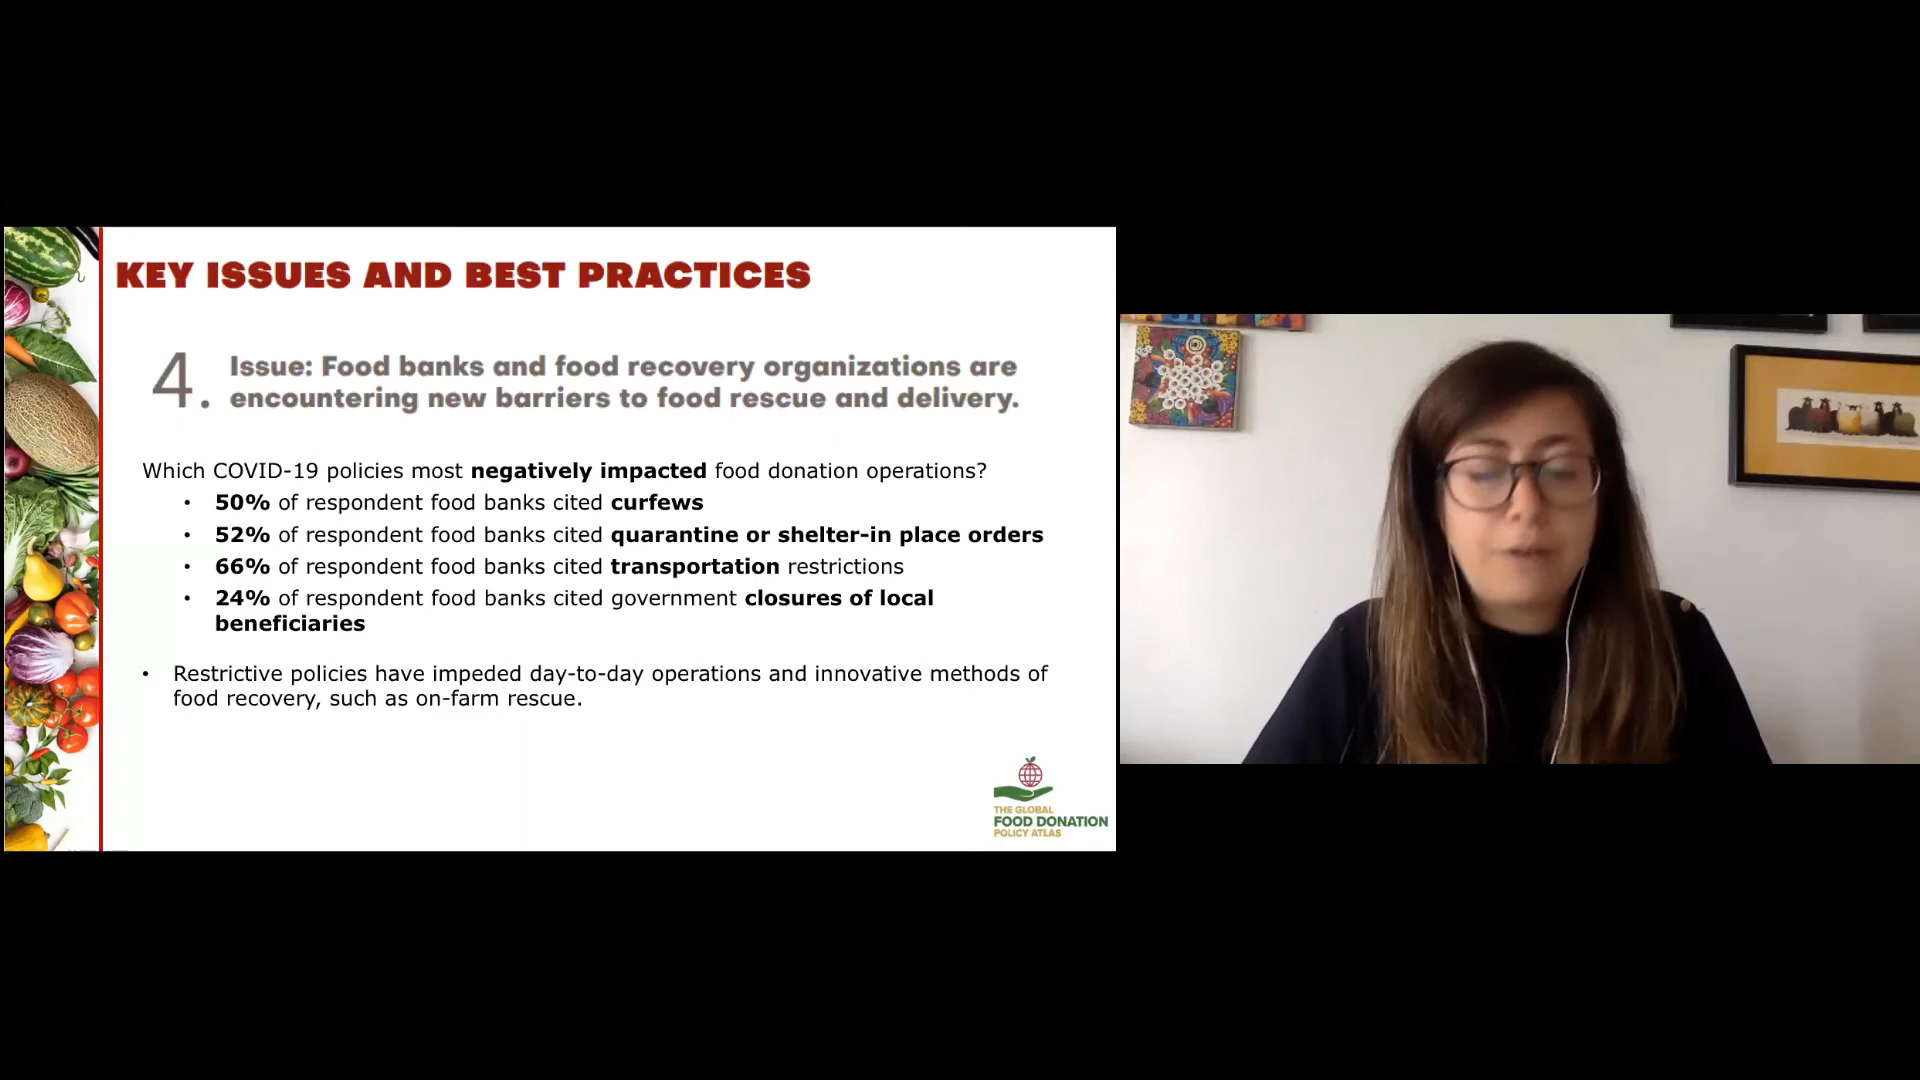 KEY ISSUES AND BEST PRACTICES
4. Issue: Food banks and food recovery organizations are
encountering new barriers to food rescue and delivery.
Which COVID-19 policies most negatively impacted food donation operations?
• 50% of respondent food banks cited curfews
• 52% of respondent food banks cited quarantine or shelter-in place orders
• 66% of respondent food banks cited transportation restrictions
• 24% of respondent food banks cited government closures of local
beneficiaries
• Restrictive policies have impeded day-to-day operations and innovative methods of
food recovery, such as on-farm rescue.
THE GLOBAL
FOOD DONATION
POLICY ATLAS